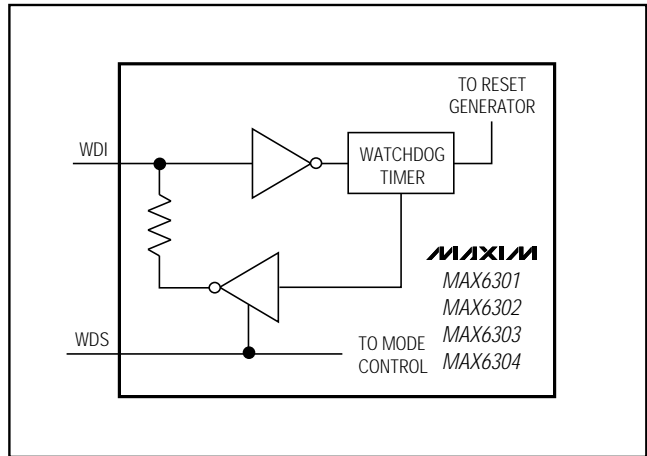 TO RESET
GENERATOR
WDI
WATCHDOG
TIMER
MAXIM
MAX6301
MAX6302
MAX6303
MAX6304
WDS
TO MODE
CONTROL